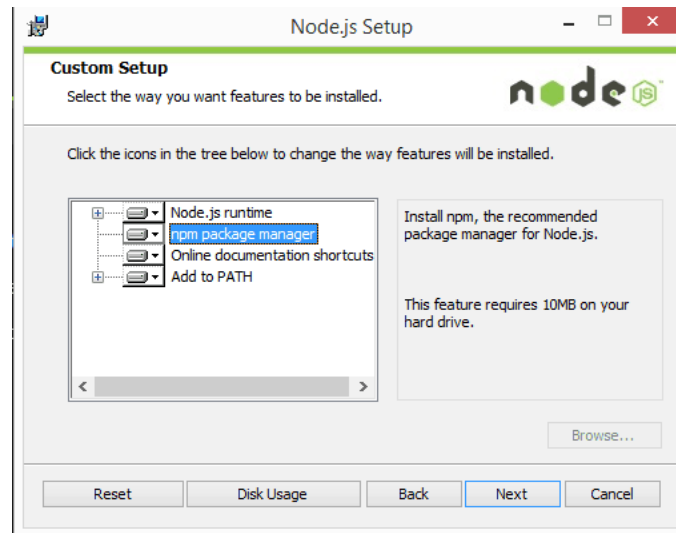 Node.js Setup
Custom Setup
Select the way you want features to be installed.
node JS
Click the icons in the tree below to change the way features will be installed.
Node.js runtime
npm package manager
Online documentation shortcuts
Add to PATH
Install npm, the recommended
package manager for Node.js.
This feature requires 10MB on your
hard drive.
Browse...
Reset Disk Usage Back Next Cancel